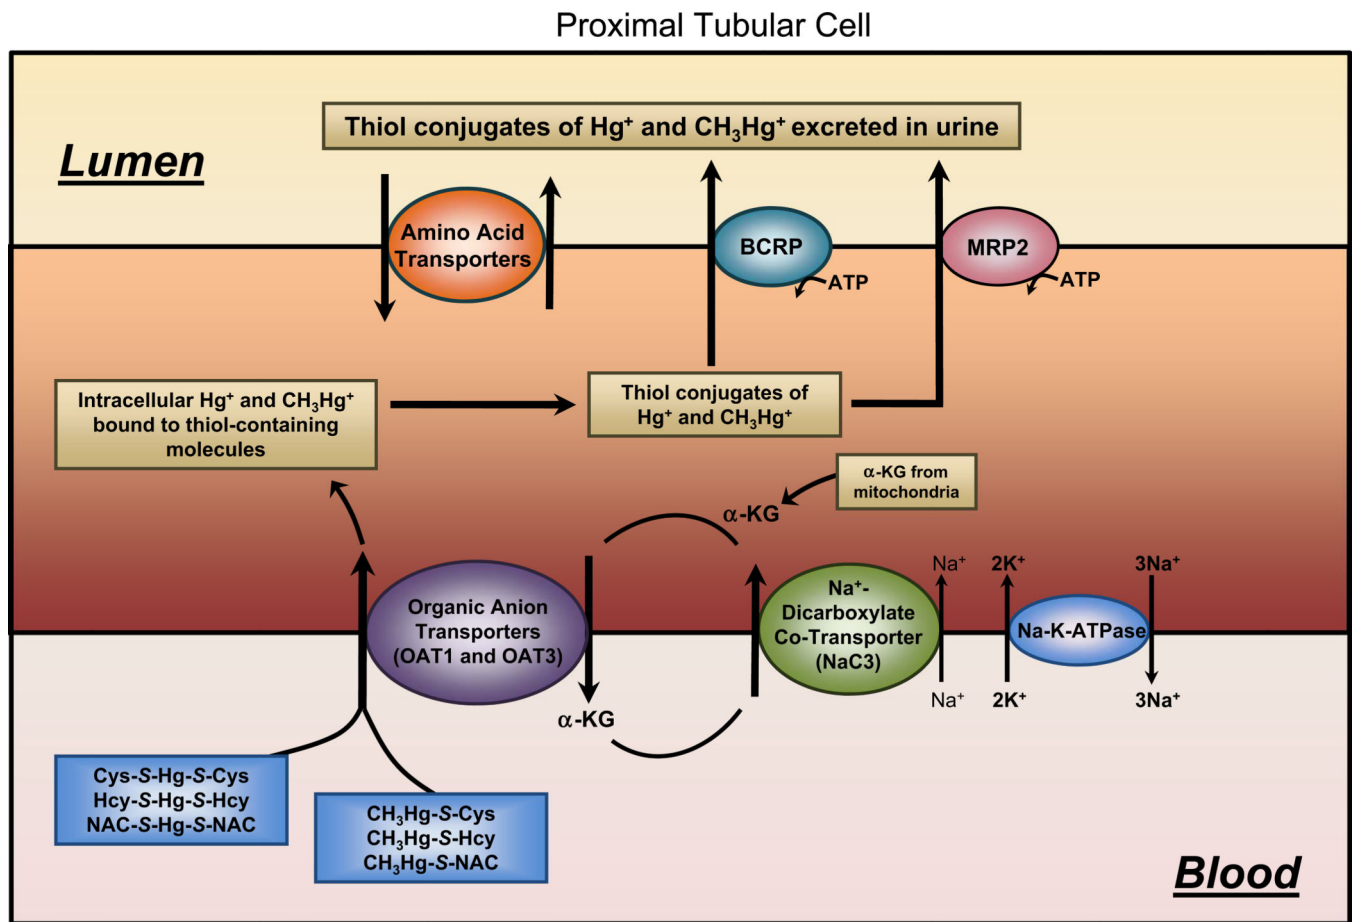 Proximal Tubular Cell
Thiol conjugates of Hg⁺ and CH₃Hg⁺ excreted in urine
Lumen
Amino Acid
Transporters
BCRP
ATP
MRP2
ATP
Intracellular Hg⁺ and CH₃Hg⁺
bound to thiol-containing
molecules
Thiol conjugates of
Hg⁺ and CH₃Hg⁺
α-KG from
mitochondria
α-KG
Organic Anion
Transporters
(OAT1 and OAT3)
α-KG
Na⁺-
Dicarboxylate
Co-Transporter
(NaC3)
Na⁺
2K⁺
3Na⁺
Na-K-ATPase
Na⁺
2K⁺
3Na⁺
Cys-S-Hg-S-Cys
Hcy-S-Hg-S-Hcy
NAC-S-Hg-S-NAC
CH₃Hg-S-Cys
CH₃Hg-S-Hcy
CH₃Hg-S-NAC
Blood